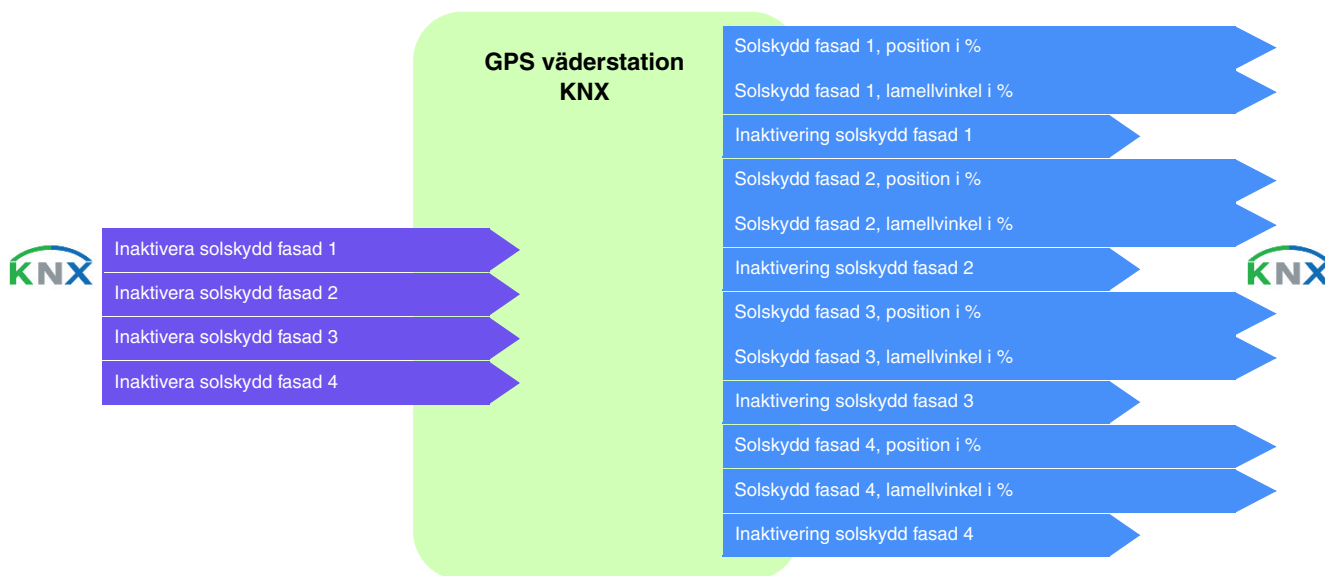 GPS väderstation
KNX
KNX
Inaktivera solskydd fasad 1
Inaktivera solskydd fasad 2
Inaktivera solskydd fasad 3
Inaktivera solskydd fasad 4
Solskydd fasad 1, position i %
Solskydd fasad 1, lamellvinkel i %
Inaktivering solskydd fasad 1
Solskydd fasad 2, position i %
Solskydd fasad 2, lamellvinkel i %
Inaktivering solskydd fasad 2
Solskydd fasad 3, position i %
Solskydd fasad 3, lamellvinkel i %
Inaktivering solskydd fasad 3
Solskydd fasad 4, position i %
Solskydd fasad 4, lamellvinkel i %
Inaktivering solskydd fasad 4
KNX